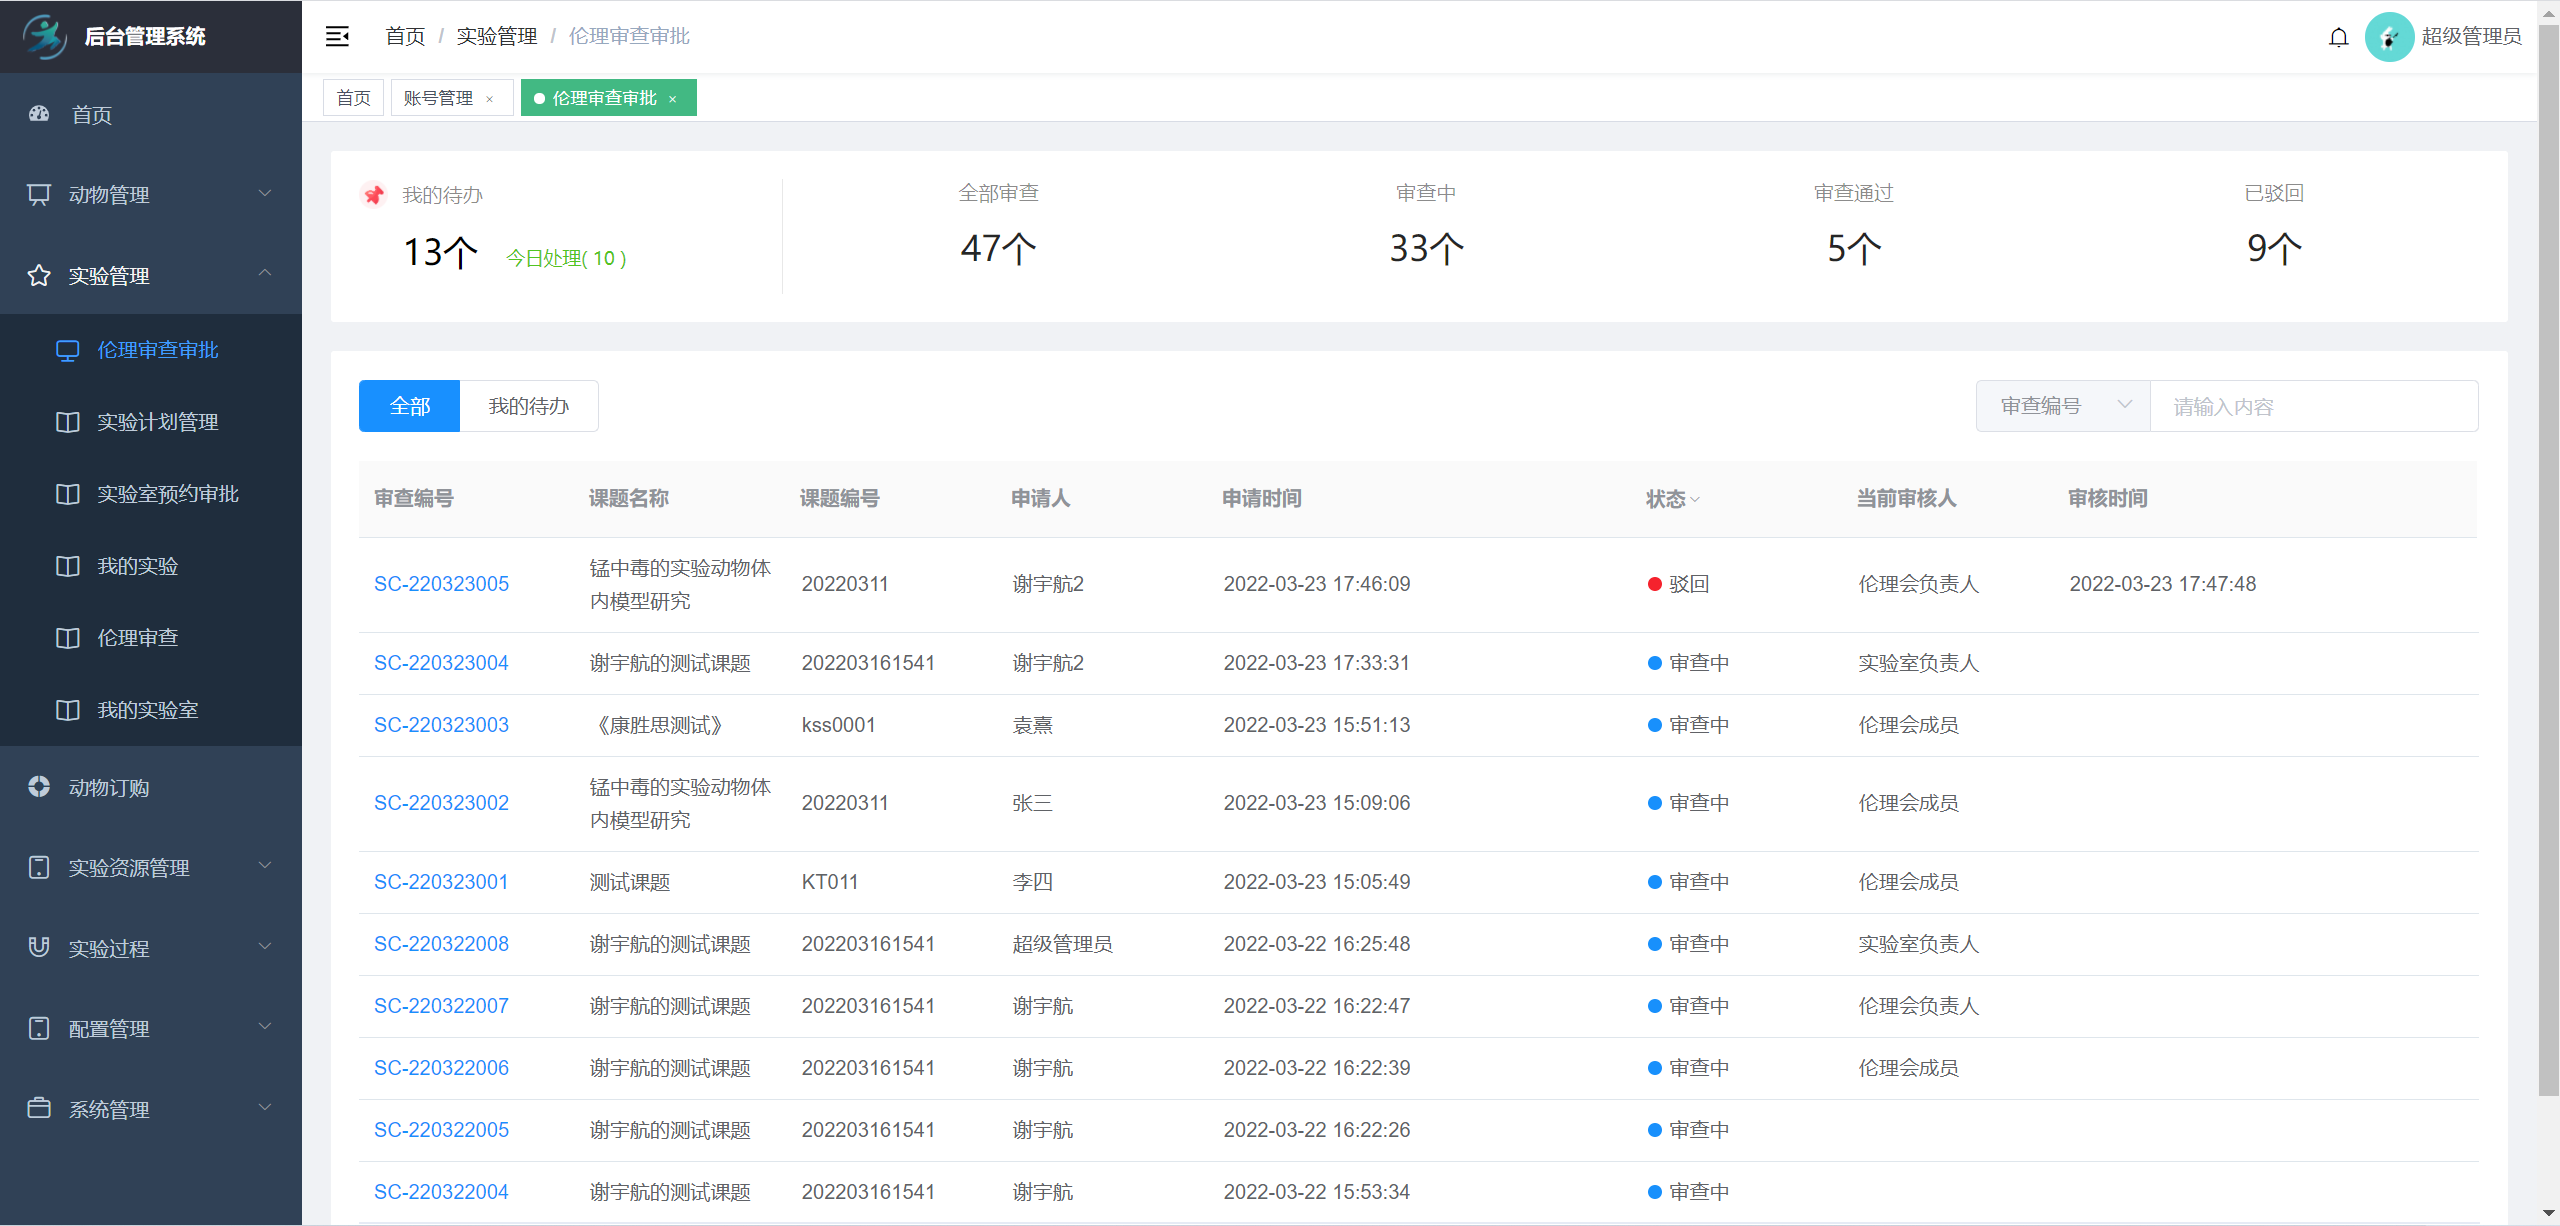 后台管理系统
首页 / 实验管理 / 伦理审查审批
超级管理员
首页 账号管理 × 伦理审查审批 ×
首页
动物管理
实验管理
伦理审查审批
实验计划管理
实验室预约审批
我的实验
伦理审查
我的实验室
动物订购
实验资源管理
实验过程
配置管理
系统管理
我的待办 全部审查 审查中 审查通过 已驳回
13个 今日处理( 10 ) 47个 33个 5个 9个
全部 我的待办 审查编号 请输入内容
审查编号 课题名称 课题编号 申请人 申请时间 状态 当前审核人 审核时间
SC-220323005 锰中毒的实验动物体 20220311 谢宇航2 2022-03-23 17:46:09 驳回 伦理会负责人 2022-03-23 17:47:48
内模型研究
SC-220323004 谢宇航的测试课题 202203161541 谢宇航2 2022-03-23 17:33:31 审查中 实验室负责人
SC-220323003 《康胜思测试》 kss0001 袁熹 2022-03-23 15:51:13 审查中 伦理会成员
SC-220323002 锰中毒的实验动物体 20220311 张三 2022-03-23 15:09:06 审查中 伦理会成员
内模型研究
SC-220323001 测试课题 KT011 李四 2022-03-23 15:05:49 审查中 伦理会成员
SC-220322008 谢宇航的测试课题 202203161541 超级管理员 2022-03-22 16:25:48 审查中 实验室负责人
SC-220322007 谢宇航的测试课题 202203161541 谢宇航 2022-03-22 16:22:47 审查中 伦理会负责人
SC-220322006 谢宇航的测试课题 202203161541 谢宇航 2022-03-22 16:22:39 审查中 伦理会成员
SC-220322005 谢宇航的测试课题 202203161541 谢宇航 2022-03-22 16:22:26 审查中
SC-220322004 谢宇航的测试课题 202203161541 谢宇航 2022-03-22 15:53:34 审查中